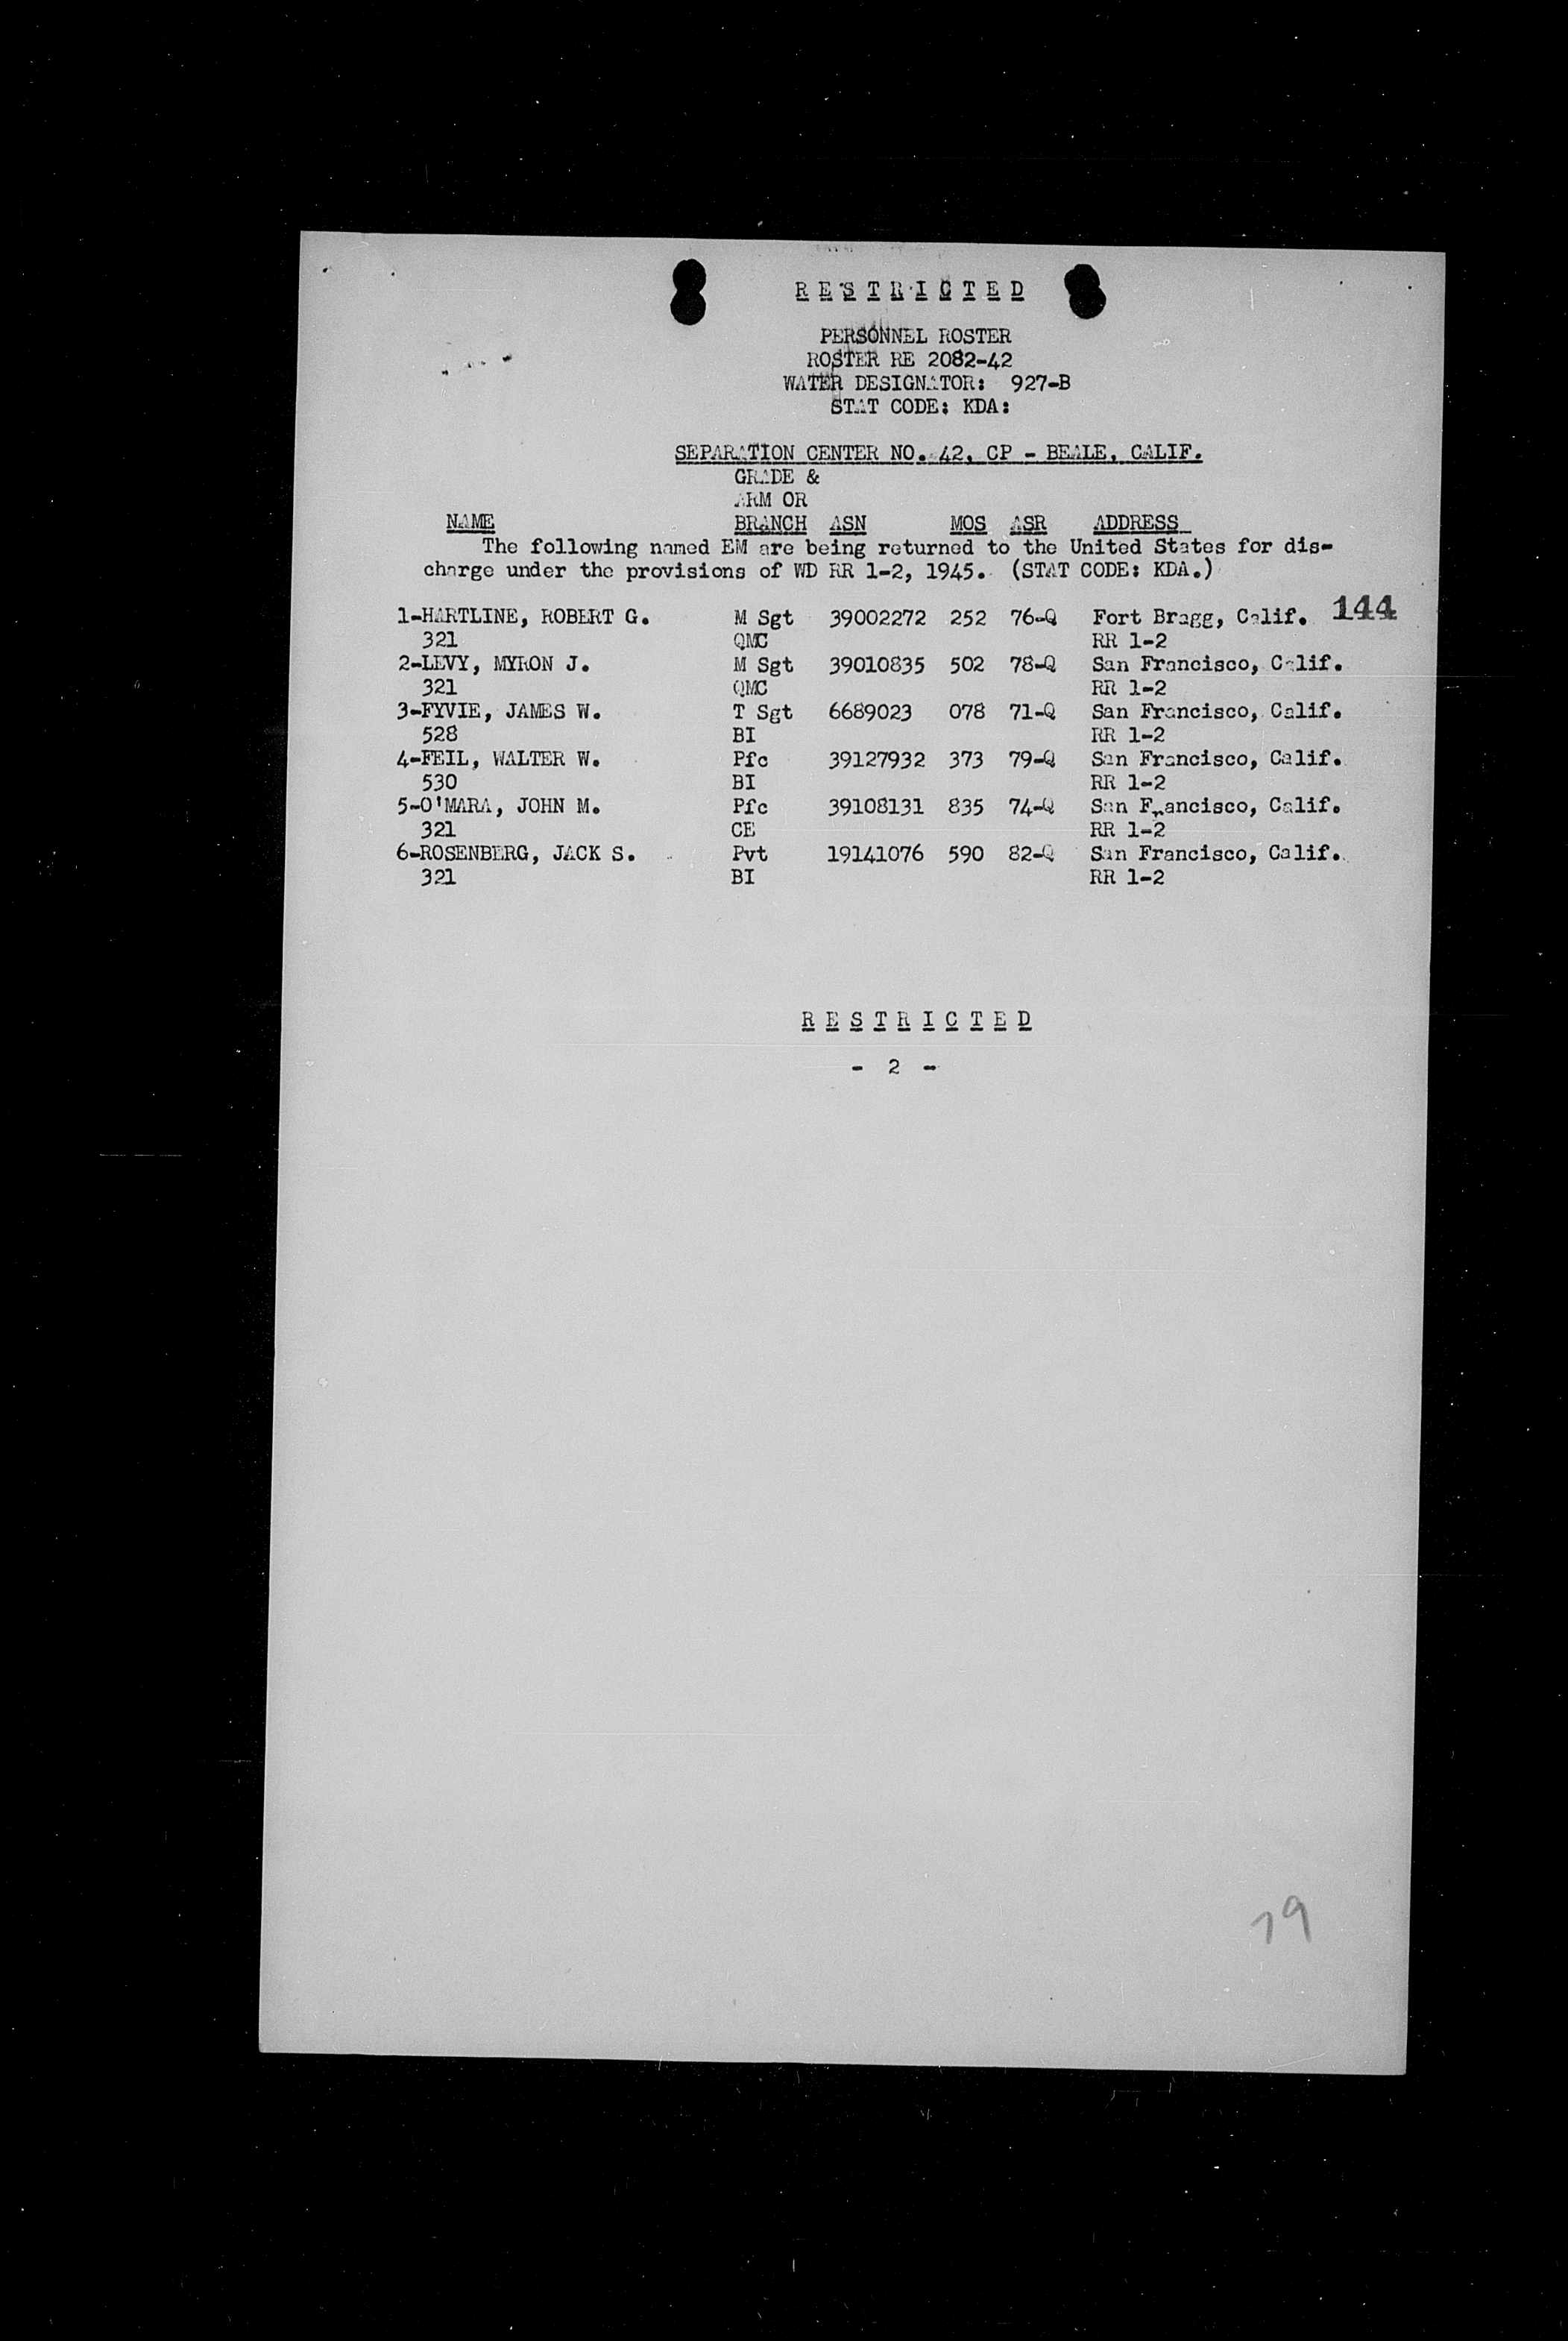 R E S T R I C T E D
PERSONNEL ROSTER
ROSTER RE 2082-42
WATER DESIGNATOR: 927-B
STAT CODE: KDA:
SEPARATION CENTER NO. 42, CP - BEALE, CALIF.
GRADE &
ARM OR
NAME BRANCH ASN MOS ASR ADDRESS
The following named EM are being returned to the United States for dis-
charge under the provisions of WD RR 1-2, 1945. (STAT CODE: KDA.)
1-HARTLINE, ROBERT G. M Sgt 39002272 252 76-Q Fort Bragg, Calif. 144
321 QMC RR 1-2
2-LEVY, MYRON J. M Sgt 39010835 502 78-Q San Francisco, Calif.
321 QMC RR 1-2
3-FYVIE, JAMES W. T Sgt 6689023 078 71-Q San Francisco, Calif.
528 BI RR 1-2
4-FEIL, WALTER W. Pfc 39127932 373 79-Q San Francisco, Calif.
530 BI RR 1-2
5-O'MARA, JOHN M. Pfc 39108131 835 74-Q San Francisco, Calif.
321 CE RR 1-2
6-ROSENBERG, JACK S. Pvt 19141076 590 82-Q San Francisco, Calif.
321 BI RR 1-2
R E S T R I C T E D
- 2 -
79